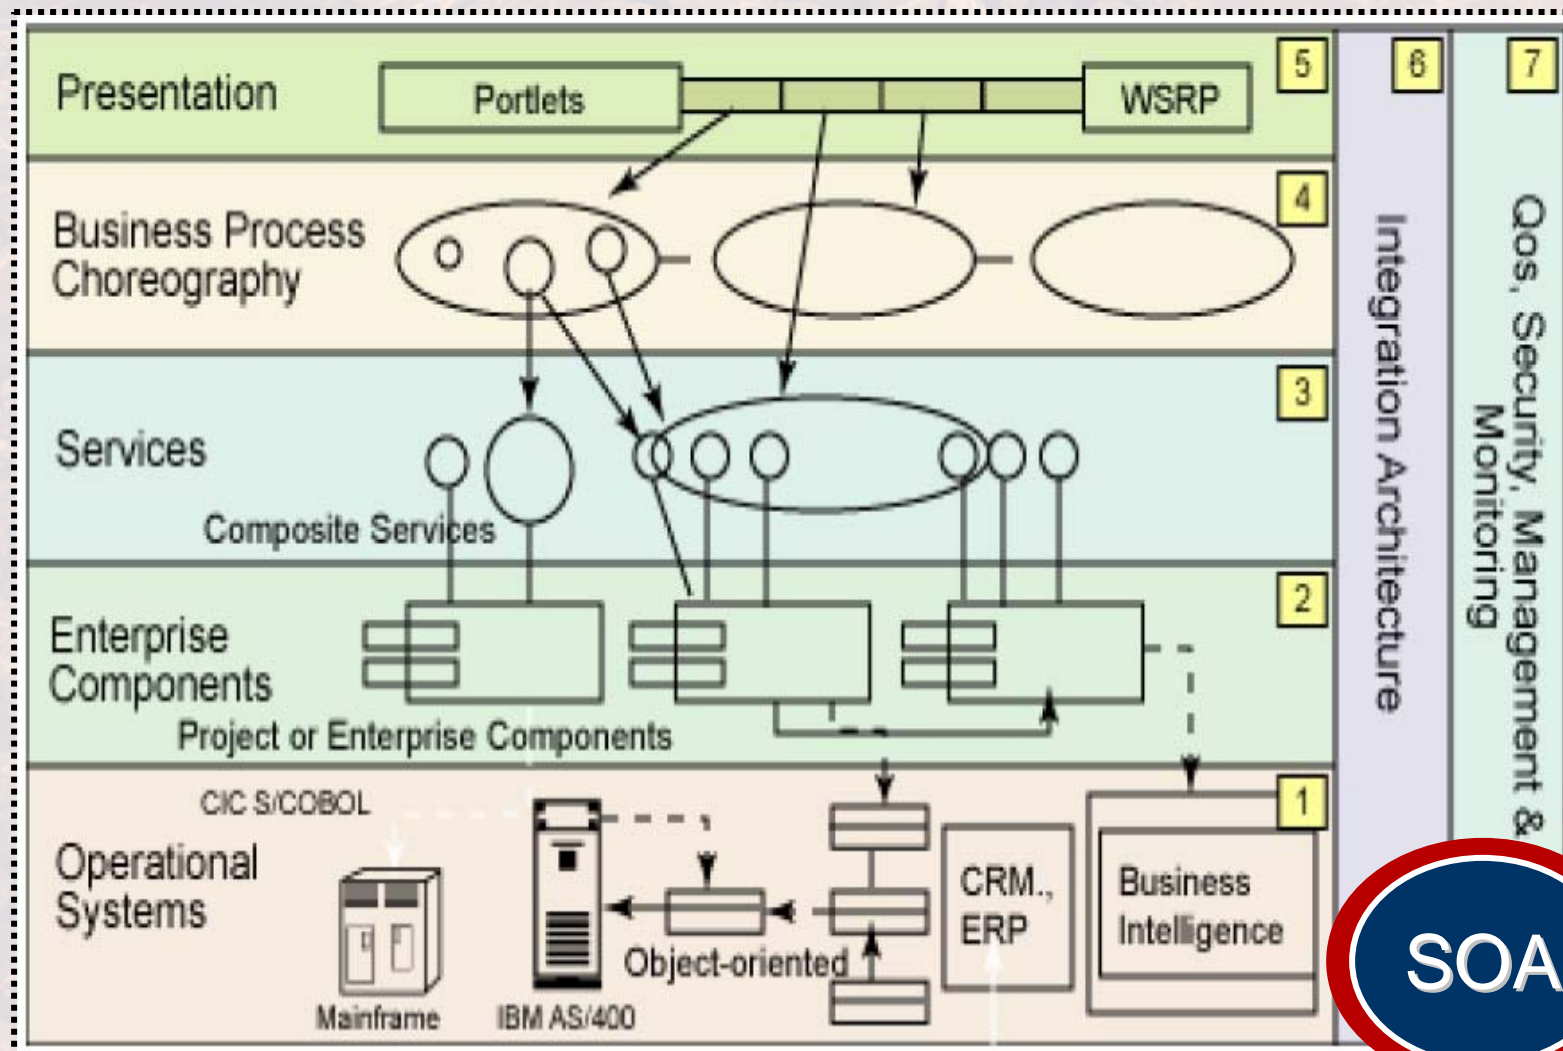 Presentation
Portlets
WSRP
5
6
7
Business Process
Choreography
4
Services
Composite Services
3
Enterprise
Components
Project or Enterprise Components
2
CIC S/COBOL
Operational
Systems
Mainframe
IBM AS/400
Object-oriented
CRM.,
ERP
Business
Intelligence
1
Integration Architecture
Qos, Security, Management &
Monitoring
SOA